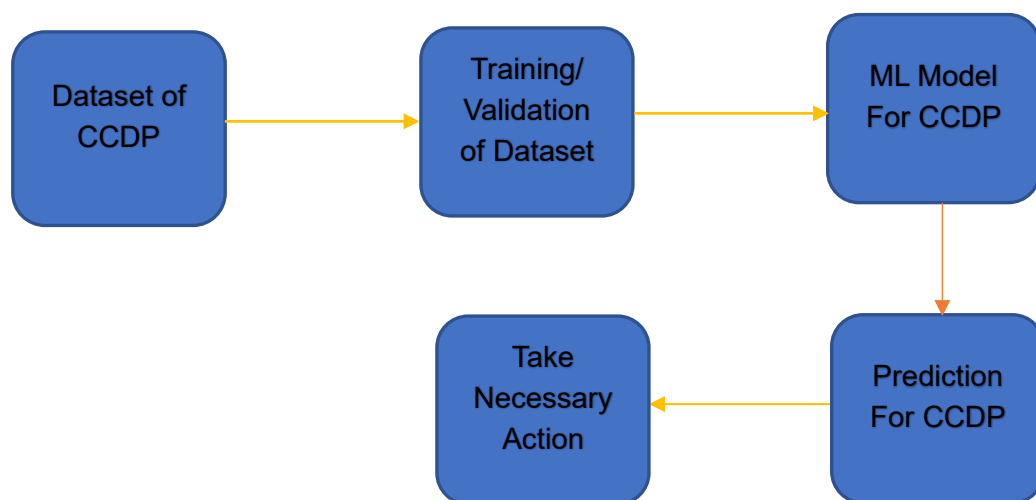 Dataset of
CCDP
Training/
Validation
of Dataset
ML Model
For CCDP
Prediction
For CCDP
Take
Necessary
Action